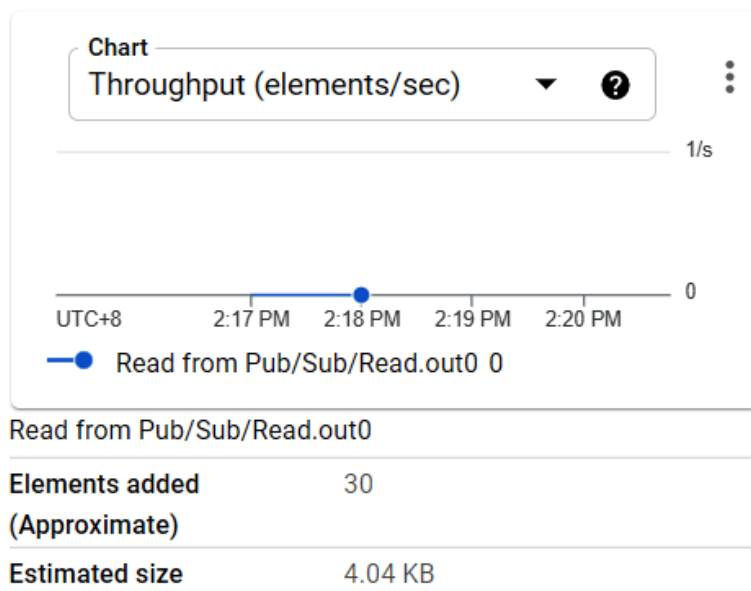 Chart
Throughput (elements/sec)
1/s
0
UTC+8 2:17 PM 2:18 PM 2:19 PM 2:20 PM
Read from Pub/Sub/Read.out0 0
Read from Pub/Sub/Read.out0
Elements added 30
(Approximate)
Estimated size 4.04 KB